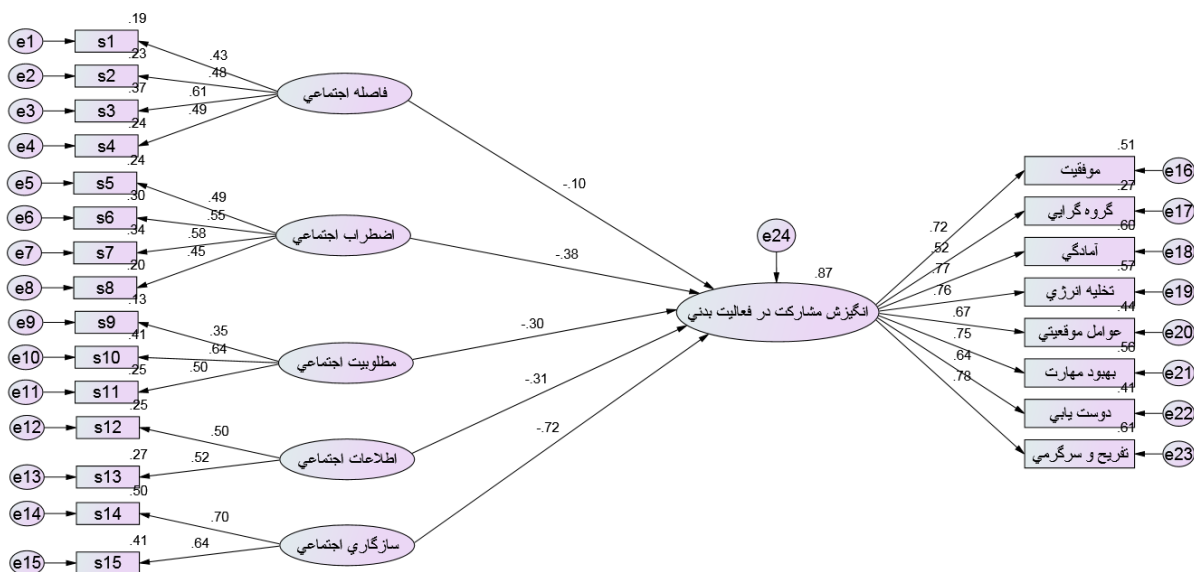 .19
e1
s1
.43
.23
e2
s2
.48
.37
e3
s3
.61
.24
e4
s4
.49
فاصله اجتماعي
.24
e5
s5
.49
.30
e6
s6
.55
.34
e7
s7
.58
.20
e8
s8
.45
اضطراب اجتماعي
.13
e9
s9
.35
.41
e10
s10
.64
.25
e11
s11
.50
مطلوبيت اجتماعي
.25
e12
s12
.50
.27
e13
s13
.52
اطلاعات اجتماعي
.50
e14
s14
.70
.41
e15
s15
.64
سازگاري اجتماعي
-.10
-.38
-.30
-.31
-.72
e24
.87
انگيزش مشاركت در فعاليت بدني
.72
.51
موفقيت
e16
.52
.27
گروه گرايي
e17
.77
.60
آمادگي
e18
.76
.57
تخليه انرژي
e19
.67
.44
عوامل موقعيتي
e20
.75
.56
بهبود مهارت
e21
.64
.41
دوست يابي
e22
.78
.61
تفريح و سرگرمي
e23